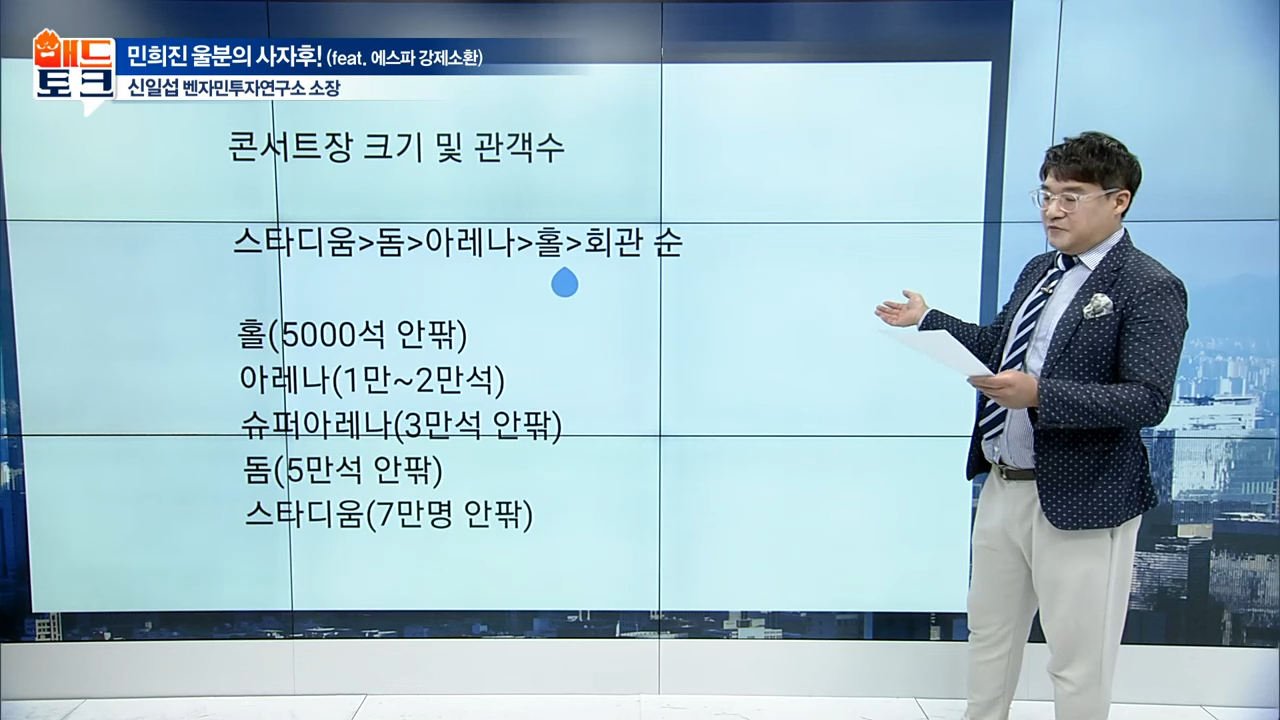 매드
토크
민희진 울분의 사자후! (feat. 에스파 강제소환)
신일섭 벤자민투자연구소 소장
콘서트장 크기 및 관객수
스타디움>돔>아레나>홀>회관 순
홀(5000석 안팎)
아레나(1만~2만석)
슈퍼아레나(3만석 안팎)
돔(5만석 안팎)
스타디움(7만명 안팎)